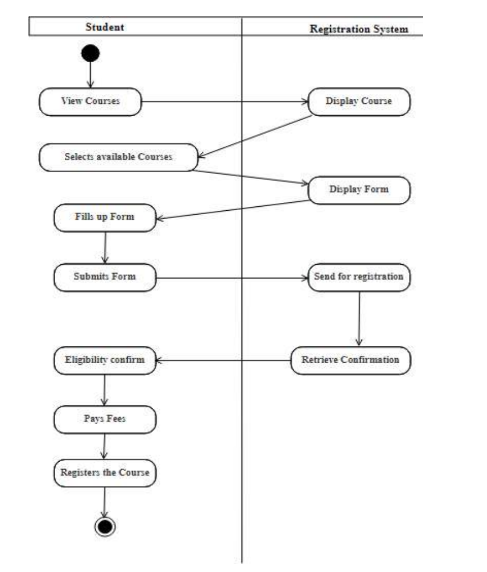 Student
Registration System
View Courses
Display Course
Selects available Courses
Display Form
Fills up Form
Submits Form
Send for registration
Eligibility confirm
Retrieve Confirmation
Pays Fees
Registers the Course